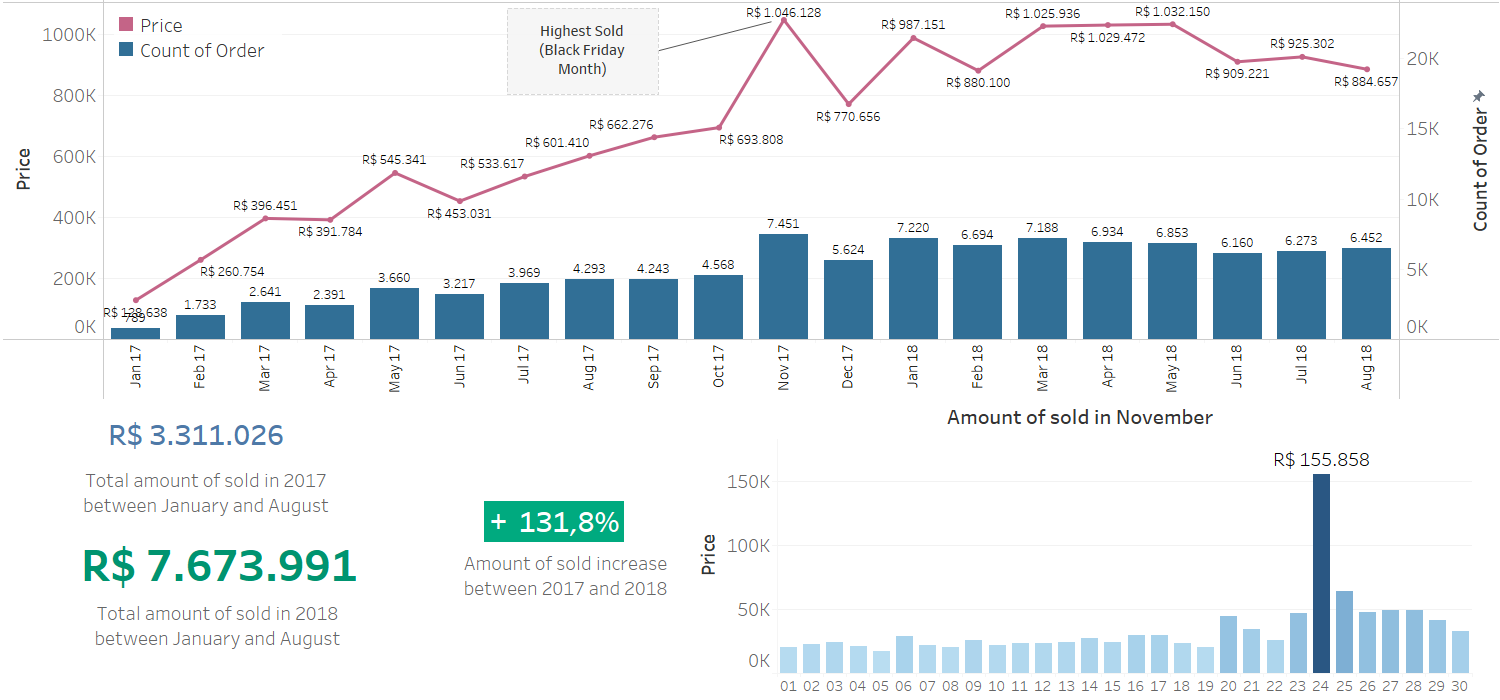 Price
Count of Order
Highest Sold
(Black Friday
Month)
1000K
800K
600K
400K
200K
0K
Price
20K
15K
10K
5K
0K
Count of Order
R$ 128.638
R$ 260.754
R$ 396.451
R$ 391.784
R$ 545.341
R$ 453.031
R$ 533.617
R$ 601.410
R$ 662.276
R$ 693.808
R$ 1.046.128
R$ 770.656
R$ 987.151
R$ 880.100
R$ 1.025.936
R$ 1.029.472
R$ 1.032.150
R$ 909.221
R$ 925.302
R$ 884.657
789
1.733
2.641
2.391
3.660
3.217
3.969
4.293
4.243
4.568
7.451
5.624
7.220
6.694
7.188
6.934
6.853
6.160
6.273
6.452
Jan 17
Feb 17
Mar 17
Apr 17
May 17
Jun 17
Jul 17
Aug 17
Sep 17
Oct 17
Nov 17
Dec 17
Jan 18
Feb 18
Mar 18
Apr 18
May 18
Jun 18
Jul 18
Aug 18
R$ 3.311.026
Total amount of sold in 2017
between January and August
R$ 7.673.991
Total amount of sold in 2018
between January and August
+ 131,8%
Amount of sold increase
between 2017 and 2018
Amount of sold in November
R$ 155.858
150K
100K
50K
0K
Price
01 02 03 04 05 06 07 08 09 10 11 12 13 14 15 16 17 18 19 20 21 22 23 24 25 26 27 28 29 30